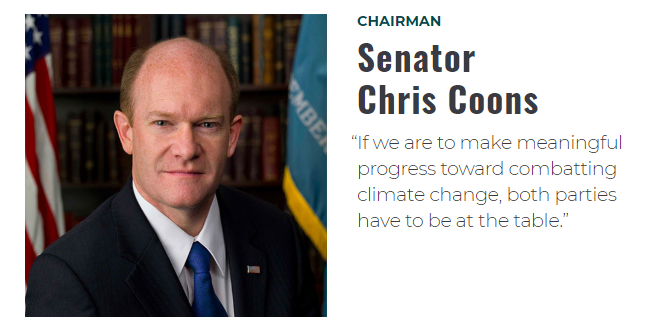 CHAIRMAN
Senator
Chris Coons
“If we are to make meaningful
progress toward combatting
climate change, both parties
have to be at the table.”